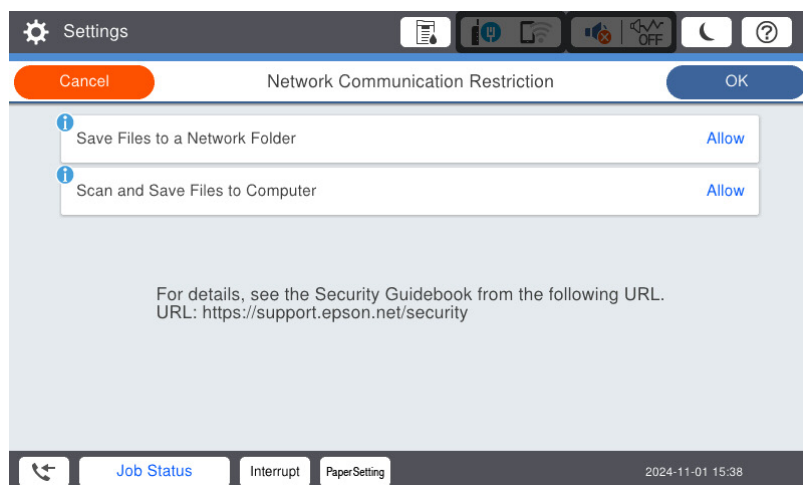 Settings
OFF
Cancel
Network Communication Restriction
OK
Save Files to a Network Folder
Allow
Scan and Save Files to Computer
Allow
For details, see the Security Guidebook from the following URL.
URL: https://support.epson.net/security
Job Status
Interrupt
PaperSetting
2024-11-01 15:38